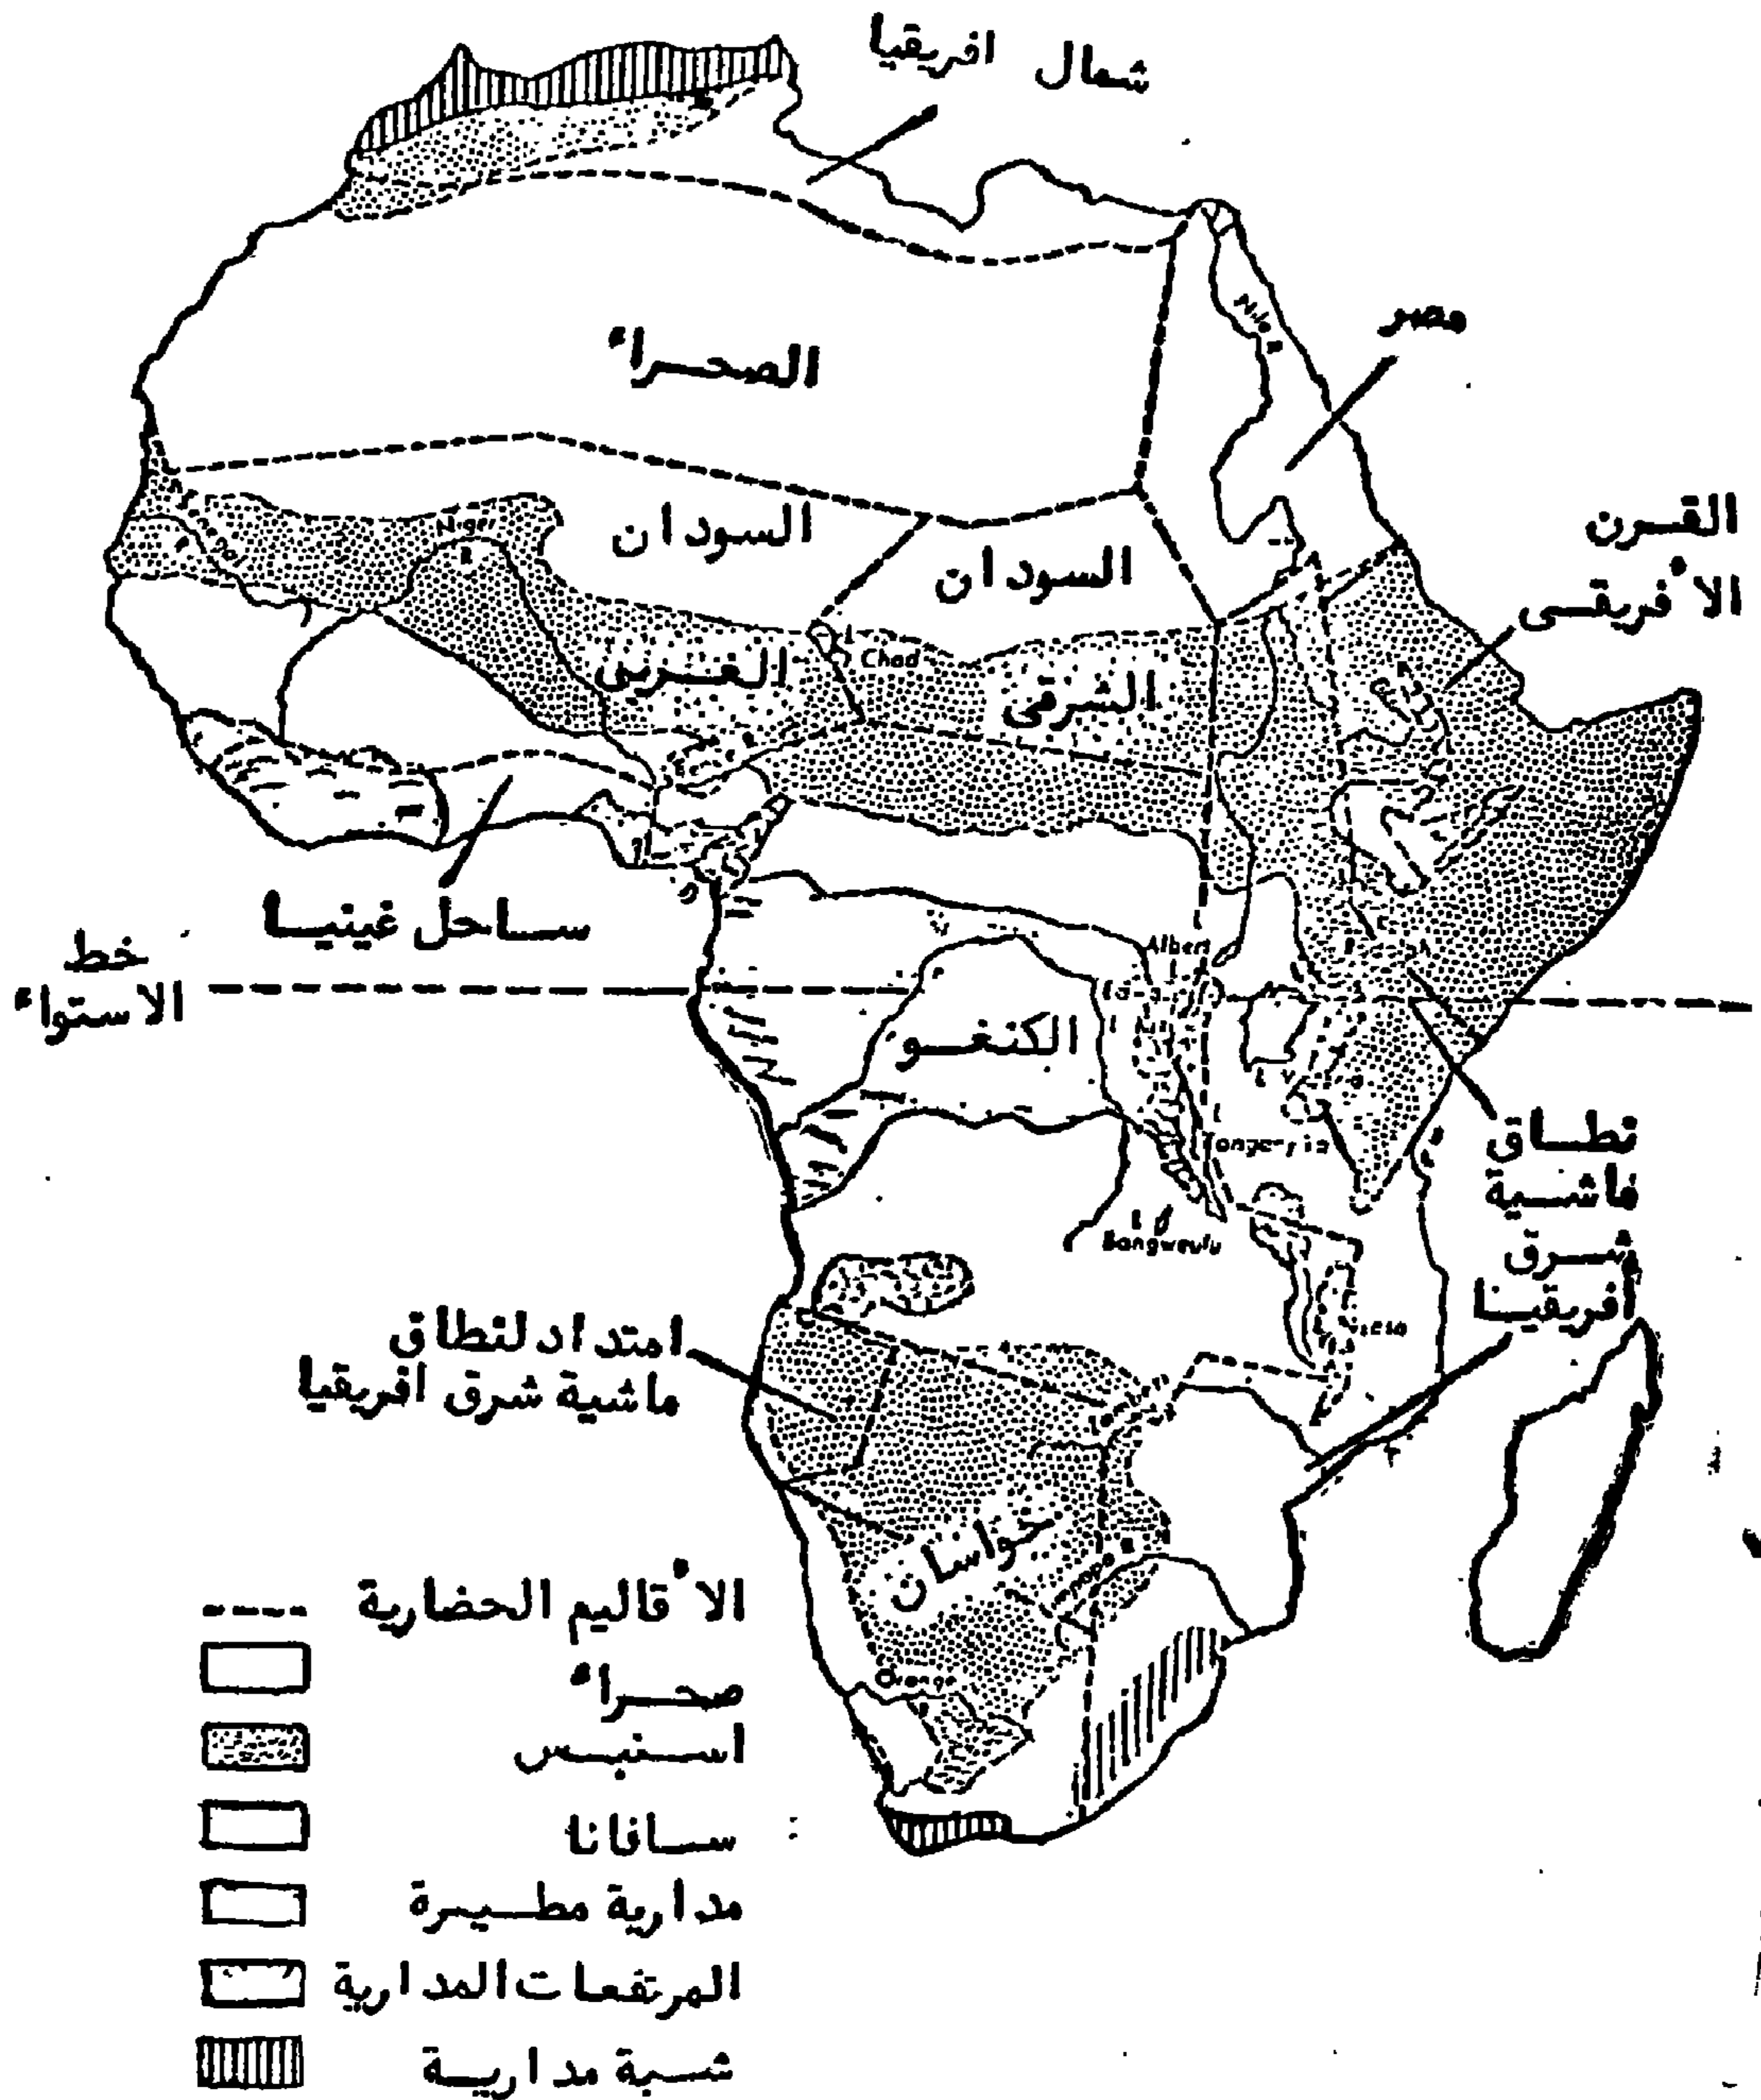 شمال افريقيا
مصر
الصحراء
القرن
الأفريقى
السودان
الغربى
السودان
الشرقى
Nile
Niger
R
L
Chad
ساحل غينيا
خط
الاستواء
Albert
L
الكنغو
نطاق
ماشية
شرق
افريقيا
L
Bangweulu
امتداد لنطاق
ماشية شرق افريقيا
خواسان
Orange
الأقاليم الحضارية
صحراء
استبس
سافانا
مدارية مطيرة
المرتفعات المدارية
شبة مدارية